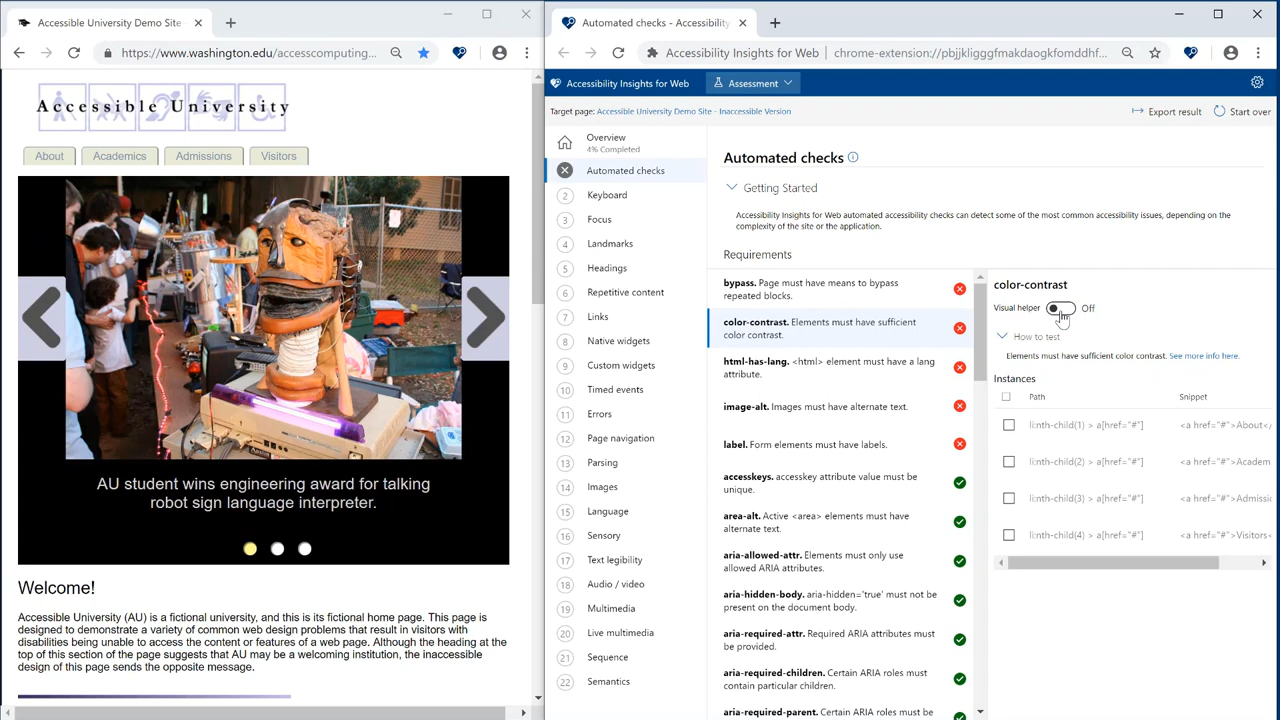 Accessible University Demo Site -
https://www.washington.edu/accesscomputing...
Accessible University
About
Academics
Admissions
Visitors
AU student wins engineering award for talking
robot sign language interpreter.
Welcome!
Accessible University (AU) is a fictional university, and this is its fictional home page. This page is
designed to demonstrate a variety of common web design problems that result in visitors with
disabilities being unable to access the content or features of a web page. Although the heading at the
top of this section of the page suggests that AU may be a welcoming institution, the inaccessible
design of this page sends the opposite message.
Automated checks - Accessibility
Accessibility Insights for Web
chrome-extension://pbjjkligggfmakdaogkfomddhf...
Accessibility Insights for Web
Assessment
Target page: Accessible University Demo Site - Inaccessible Version
Export result
Start over
Overview
4% Completed
Automated checks
2 Keyboard
3 Focus
4 Landmarks
5 Headings
6 Repetitive content
7 Links
8 Native widgets
9 Custom widgets
10 Timed events
11 Errors
12 Page navigation
13 Parsing
14 Images
15 Language
16 Sensory
17 Text legibility
18 Audio / video
19 Multimedia
20 Live multimedia
21 Sequence
22 Semantics
Automated checks
Getting Started
Accessibility Insights for Web automated accessibility checks can detect some of the most common accessibility issues, depending on the
complexity of the site or the application.
Requirements
bypass. Page must have means to bypass
repeated blocks.
color-contrast. Elements must have sufficient
color contrast.
html-has-lang. <html> element must have a lang
attribute.
image-alt. Images must have alternate text.
label. Form elements must have labels.
accesskeys. accesskey attribute value must be
unique.
area-alt. Active <area> elements must have
alternate text.
aria-allowed-attr. Elements must only use
allowed ARIA attributes.
aria-hidden-body. aria-hidden='true' must not be
present on the document body.
aria-required-attr. Required ARIA attributes must
be provided.
aria-required-children. Certain ARIA roles must
contain particular children.
aria-required-parent. Certain ARIA roles must be
color-contrast
Visual helper Off
How to test
Elements must have sufficient color contrast. See more info here.
Instances
Path Snippet
li:nth-child(1) > a[href="#"] <a href="#">About</
li:nth-child(2) > a[href="#"] <a href="#">Academ
li:nth-child(3) > a[href="#"] <a href="#">Admissi
li:nth-child(4) > a[href="#"] <a href="#">Visitors<